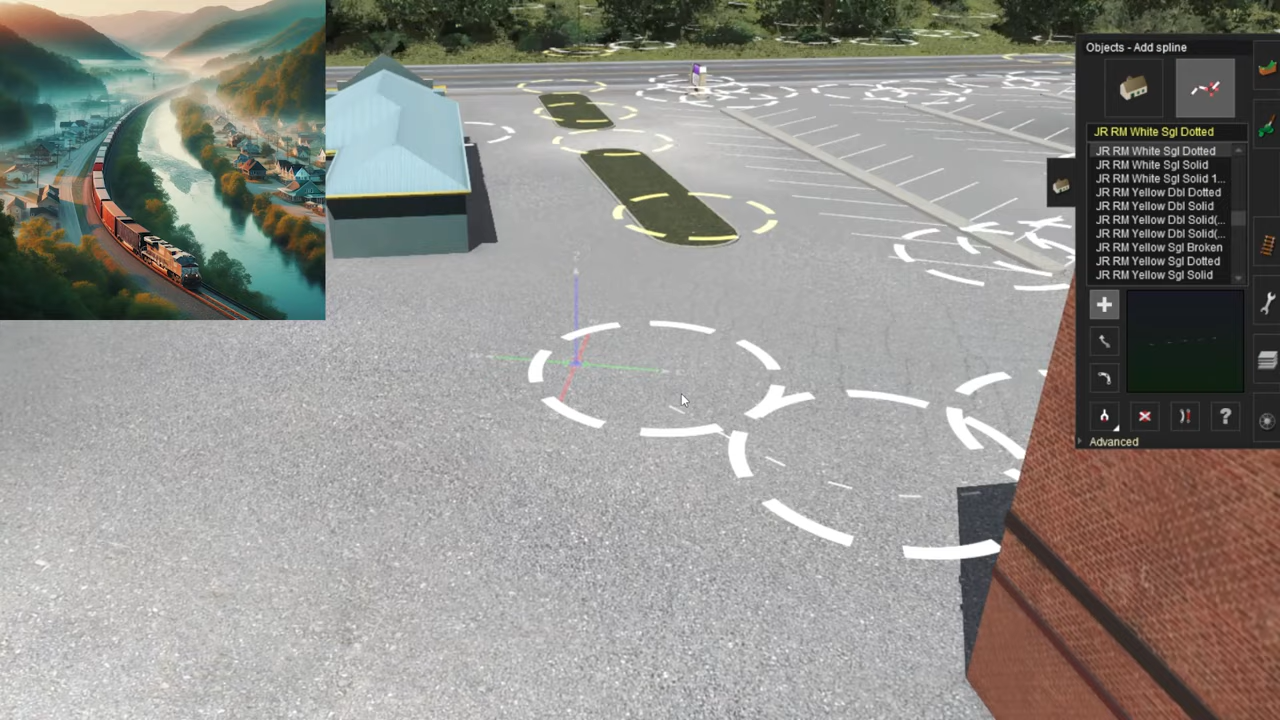 Objects - Add spline
JR RM White Sgl Dotted
JR RM White Sgl Dotted
JR RM White Sgl Solid
JR RM White Sgl Solid 1...
JR RM Yellow Dbl Dotted
JR RM Yellow Dbl Solid
JR RM Yellow Dbl Solid(...
JR RM Yellow Dbl Solid(...
JR RM Yellow Sgl Broken
JR RM Yellow Sgl Dotted
JR RM Yellow Sgl Solid
?
Advanced
Z